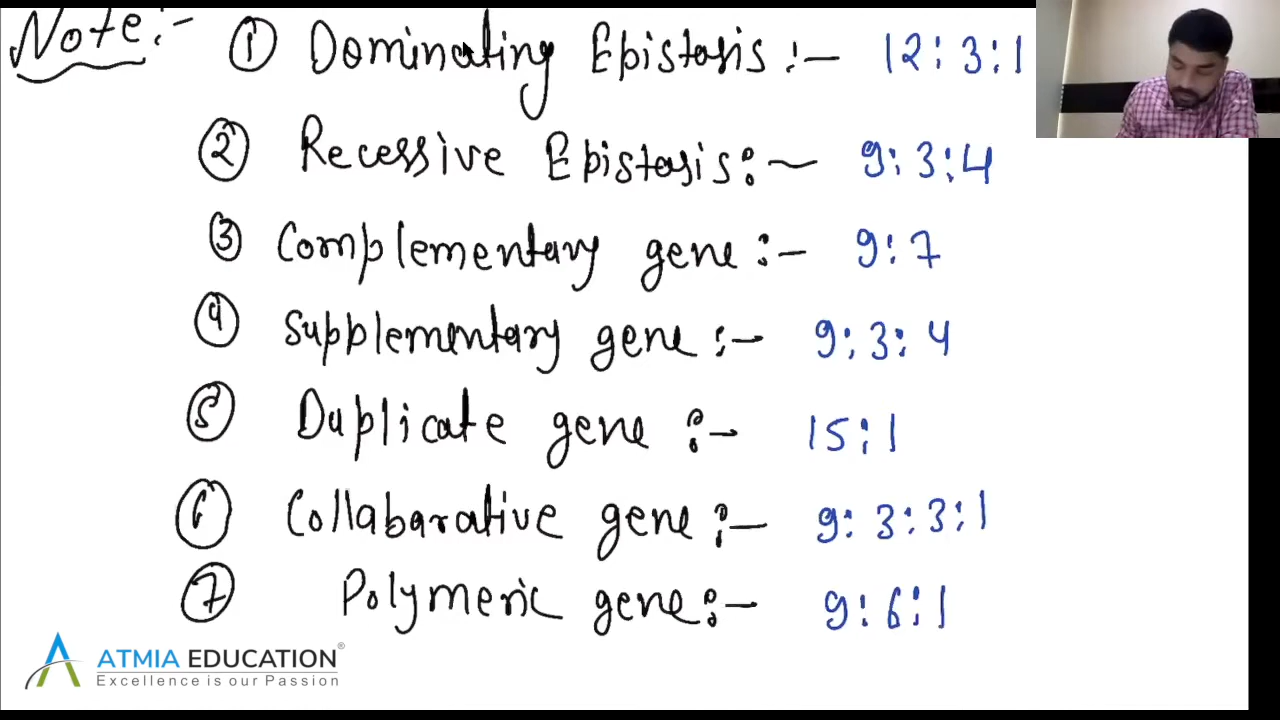 Note:-
① Dominating Epistasis :- 12:3:1
② Recessive Epistasis:- 9:3:4
③ Complementary gene:- 9:7
④ Supplementary gene:- 9:3:4
⑤ Duplicate gene:- 15:1
⑥ Collabarative gene:- 9:3:3:1
⑦ Polymeric gene:- 9:6:1
ATMIA EDUCATION®
Excellence is our Passion